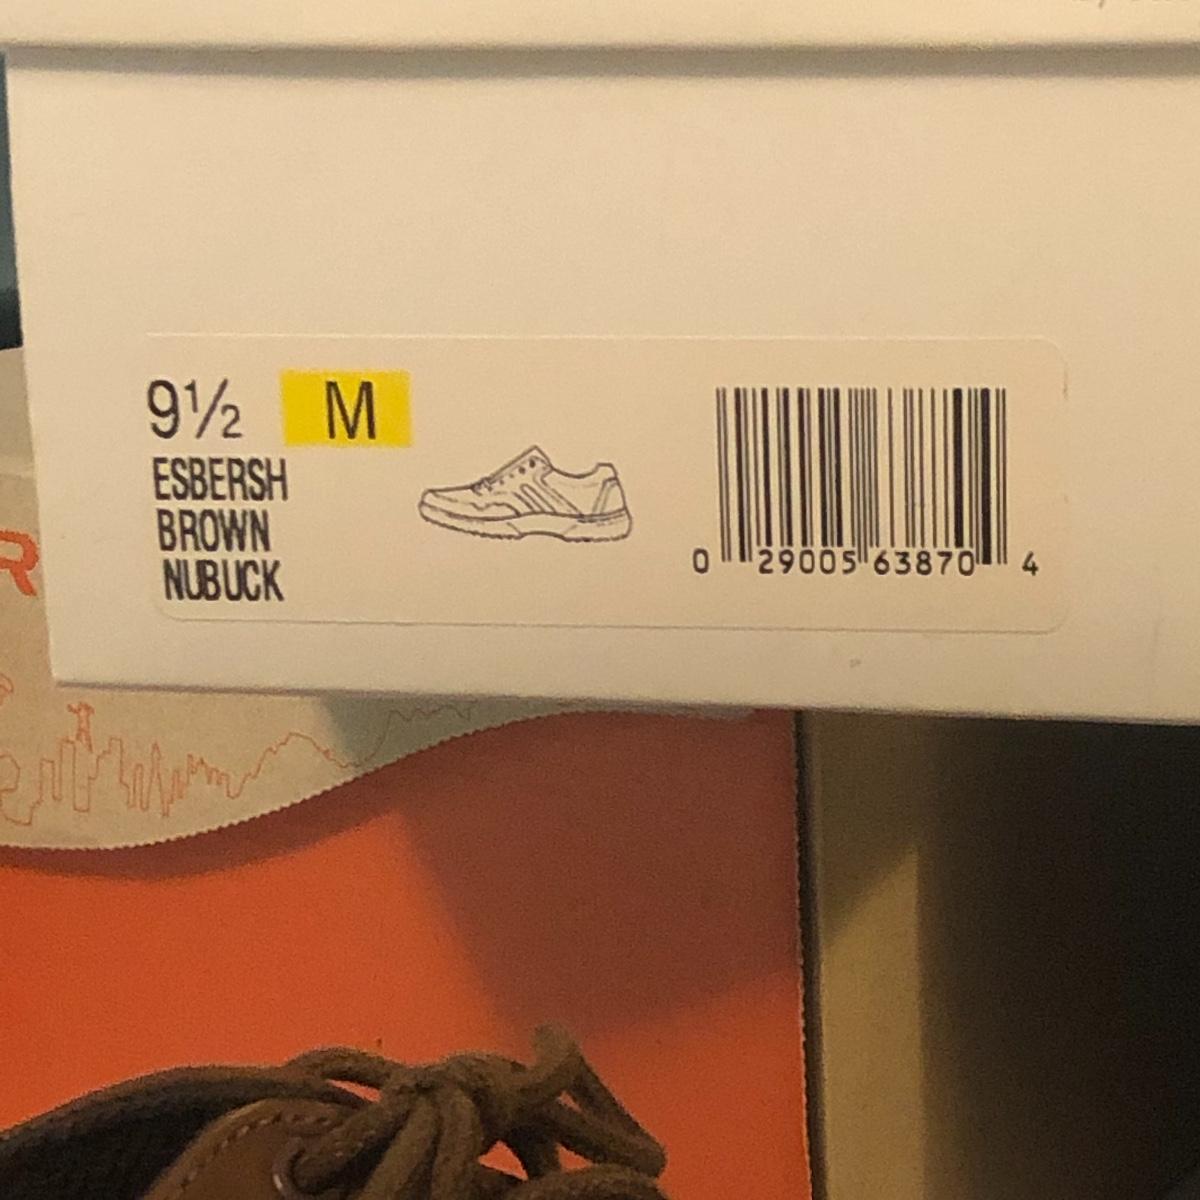 9½ M
ESBERSH
BROWN
NUBUCK
0 29005 63870 4
R